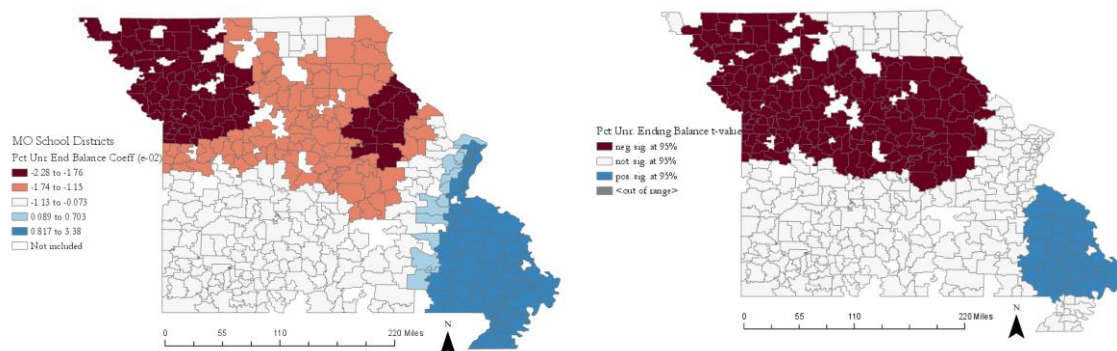 MO School Districts
Pct Unr End Balance Coeff (e-02)
-2.28 to -1.76
-1.74 to -1.15
-1.13 to -0.073
0.089 to 0.703
0.817 to 3.38
Not included
0 55 110 220 Miles
N
Pct Unr. Ending Balance t-value
neg sig. at 95%
not. sig. at 95%
pos. sig. at 95%
<out of range>
0 55 110 220 Miles
N